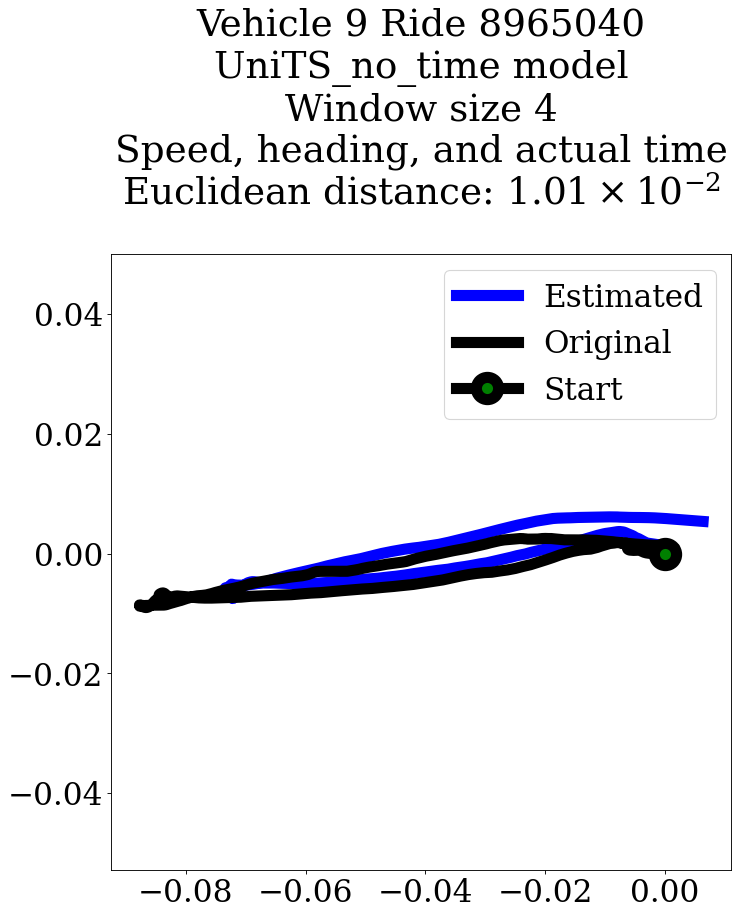 Vehicle 9 Ride 8965040
UniTS_no_time model
Window size 4
Speed, heading, and actual time
Euclidean distance: 1.01 × 10⁻²
Estimated
Original
Start
0.04
0.02
0.00
−0.02
−0.04
−0.08 −0.06 −0.04 −0.02 0.00